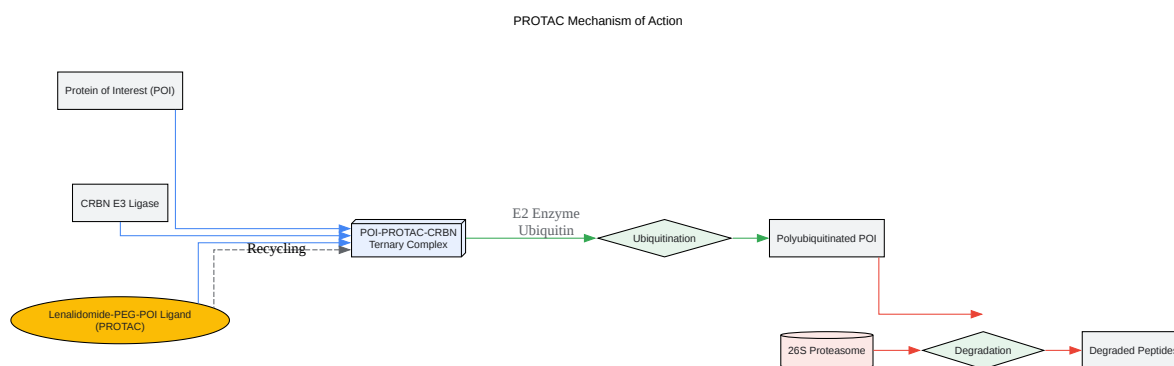 PROTAC Mechanism of Action
Protein of Interest (POI)
CRBN E3 Ligase
POI-PROTAC-CRBN
Ternary Complex
Recycling
Lenalidomide-PEG-POI Ligand
(PROTAC)
E2 Enzyme
Ubiquitin
Ubiquitination
Polyubiquitinated POI
26S Proteasome
Degradation
Degraded Peptides